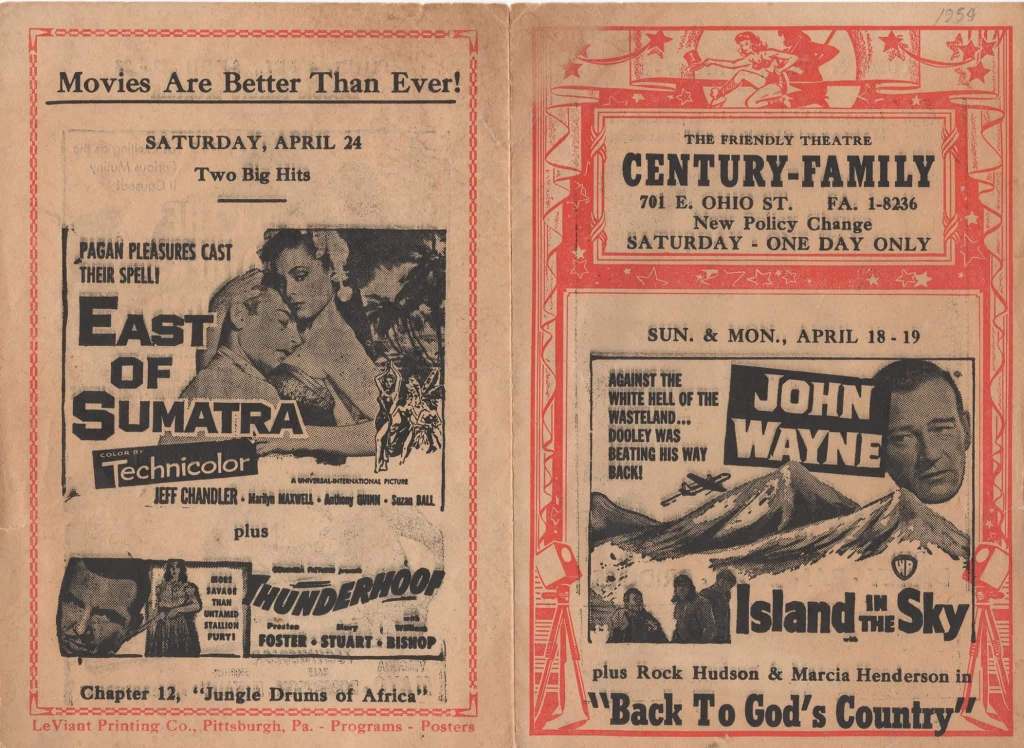 Movies Are Better Than Ever!
SATURDAY, APRIL 24
Two Big Hits
PAGAN PLEASURES CAST
THEIR SPELL!
EAST
OF
SUMATRA
COLOR BY
Technicolor
A UNIVERSAL-INTERNATIONAL PICTURE
JEFF CHANDLER · Marilyn MAXWELL · Anthony QUINN · Suzan BALL
plus
COLUMBIA PICTURES presents
THUNDERHOOF
MORE
SAVAGE
THAN
UNTAMED
STALLION
FURY!
Preston Mary with William
FOSTER · STUART · BISHOP
Chapter 12, "Jungle Drums of Africa"
LeViant Printing Co., Pittsburgh, Pa. - Programs - Posters
1959
THE FRIENDLY THEATRE
CENTURY-FAMILY
701 E. OHIO ST. FA. 1-8236
New Policy Change
SATURDAY - ONE DAY ONLY
SUN. & MON., APRIL 18 - 19
AGAINST THE
WHITE HELL OF THE
WASTELAND...
DOOLEY WAS
BEATING HIS WAY
BACK!
JOHN
WAYNE
WB
Island IN THE Sky
plus Rock Hudson & Marcia Henderson in
"Back To God's Country"